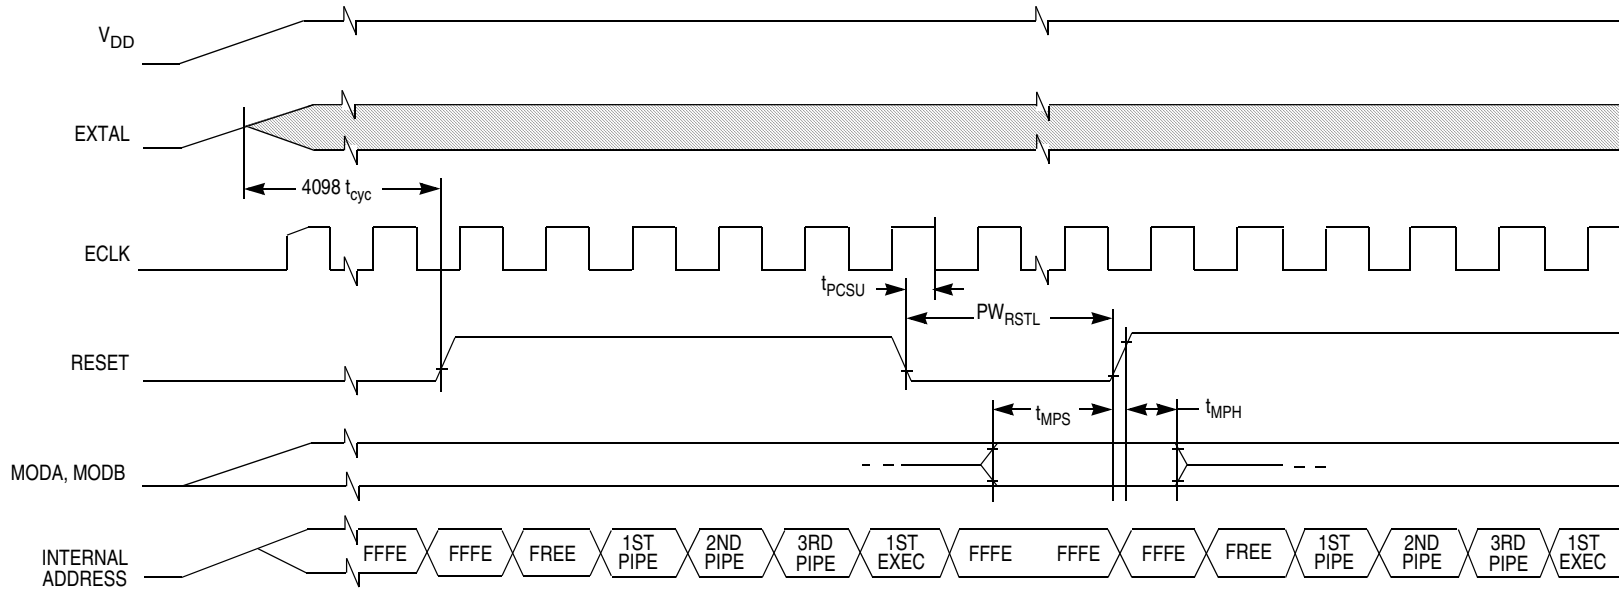 VDD
EXTAL
4098 tcyc
ECLK
tPCSU
PWRSTL
RESET
tMPS
tMPH
MODA, MODB
INTERNAL
ADDRESS
FFFE
FFFE
FREE
1ST
PIPE
2ND
PIPE
3RD
PIPE
1ST
EXEC
FFFE
FFFE
FFFE
FREE
1ST
PIPE
2ND
PIPE
3RD
PIPE
1ST
EXEC